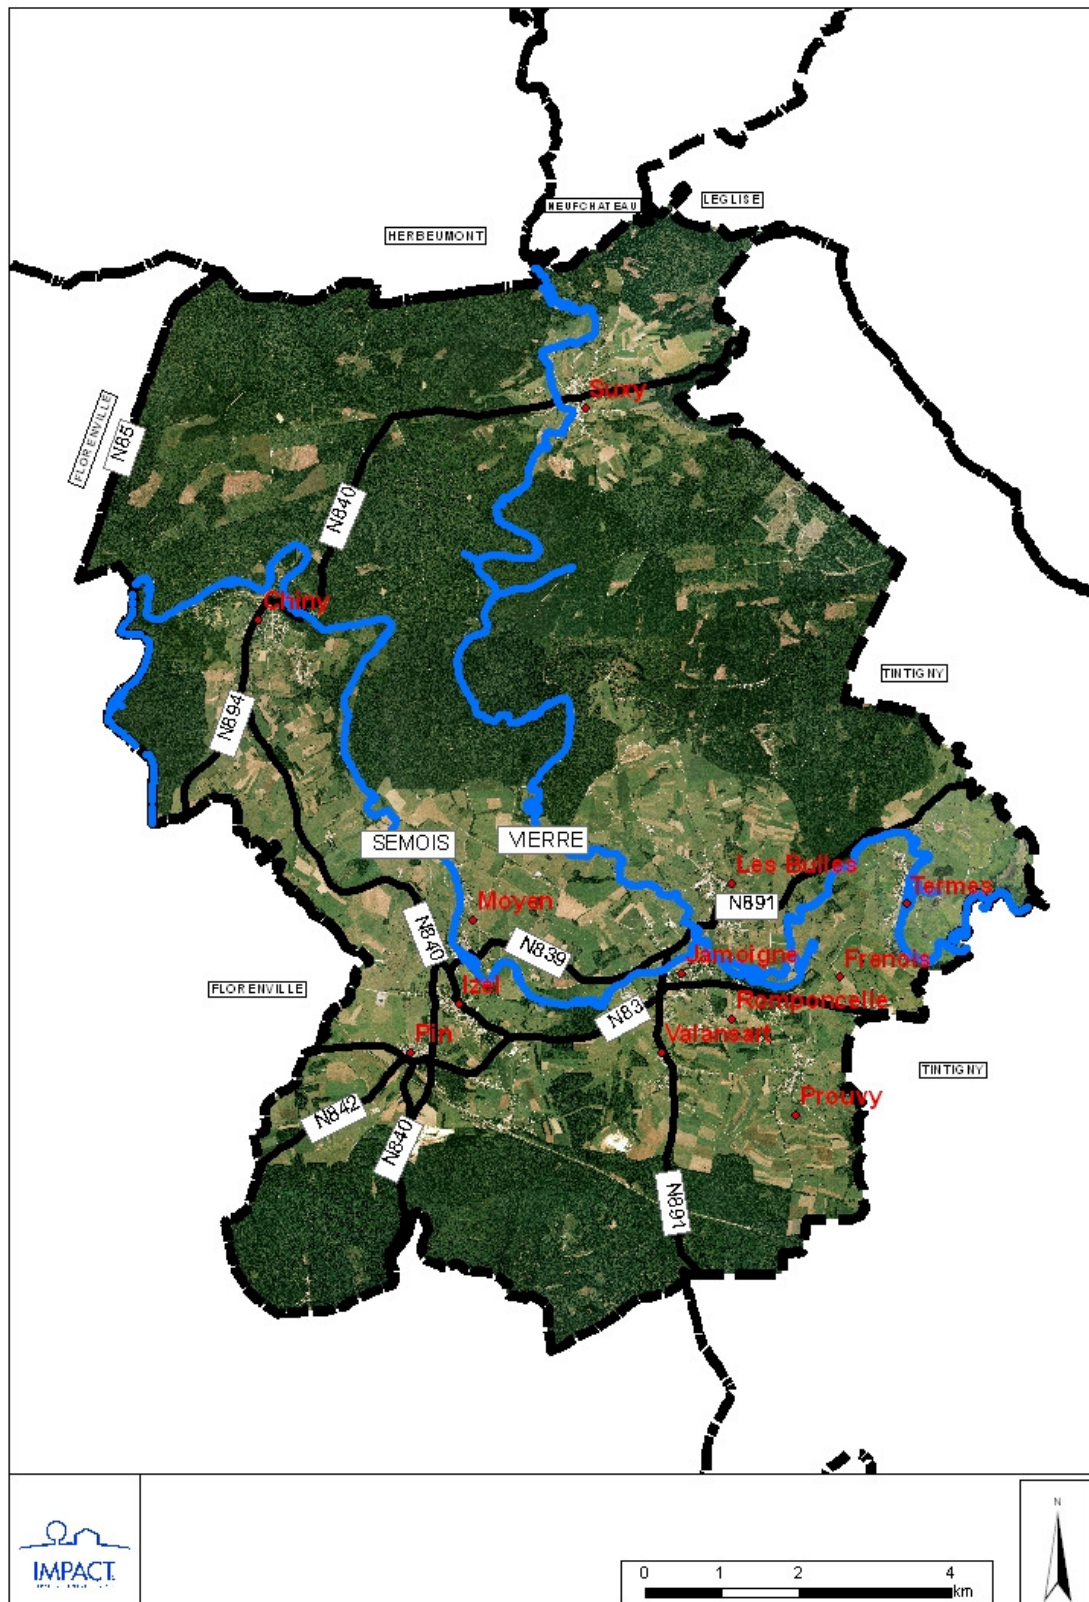 LEGLISE
NEUFCHATEAU
HERBEUMONT
Suxy
FLORENVILLE
N85
N840
Chiny
TINTIGNY
N894
SEMOIS
VIERRE
Les Bulles
Termes
N891
Moyen
N840
N839
Jamoigne
Frenois
FLORENVILLE
Izel
Romponcelle
N83
Pin
Valansart
TINTIGNY
Prouvy
N842
N840
N891
N
IMPACT
0 1 2 4
km